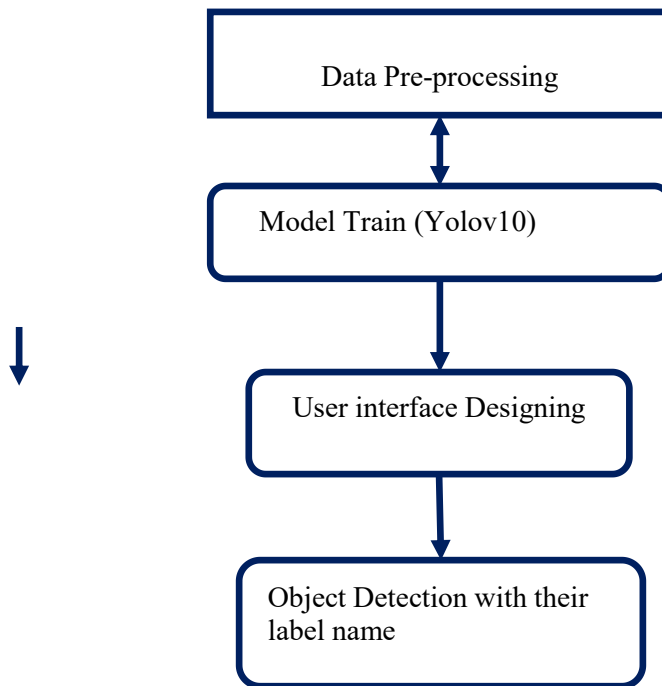 Data Pre-processing
Model Train (Yolov10)
User interface Designing
Object Detection with their
label name